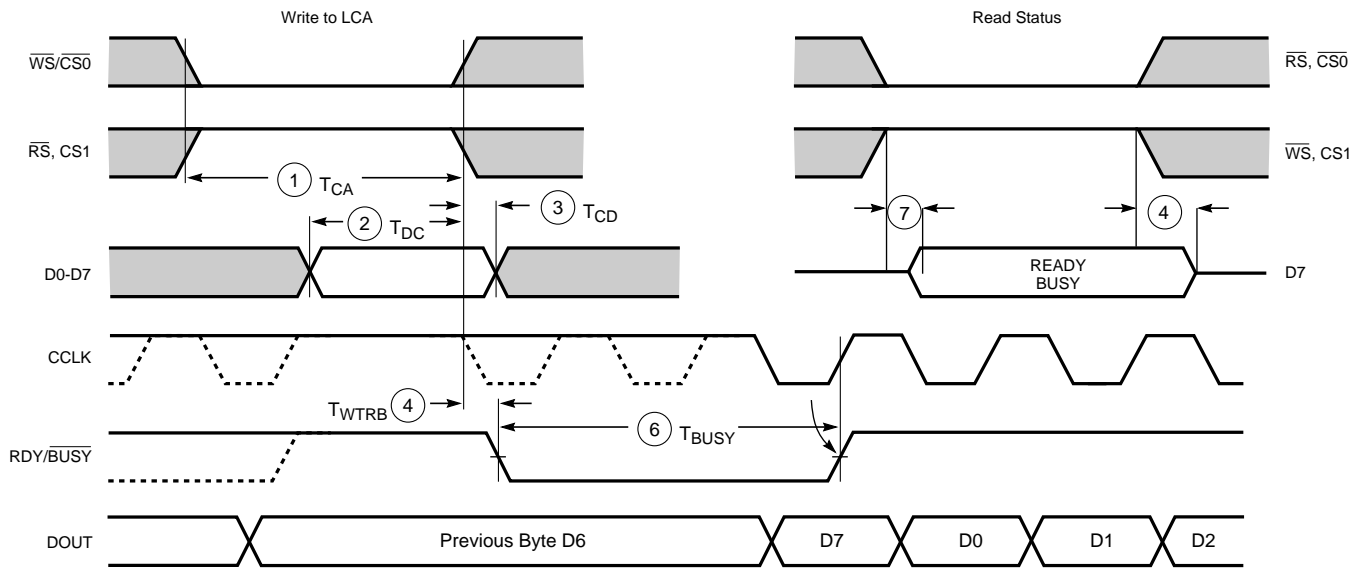 Write to LCA
Read Status
WS/CS0
RS, CS0
RS, CS1
WS, CS1
1 TCA
2 TDC
3 TCD
7
4
D0-D7
READY
BUSY
D7
CCLK
TWTRB 4
6 TBUSY
RDY/BUSY
DOUT
Previous Byte D6
D7
D0
D1
D2